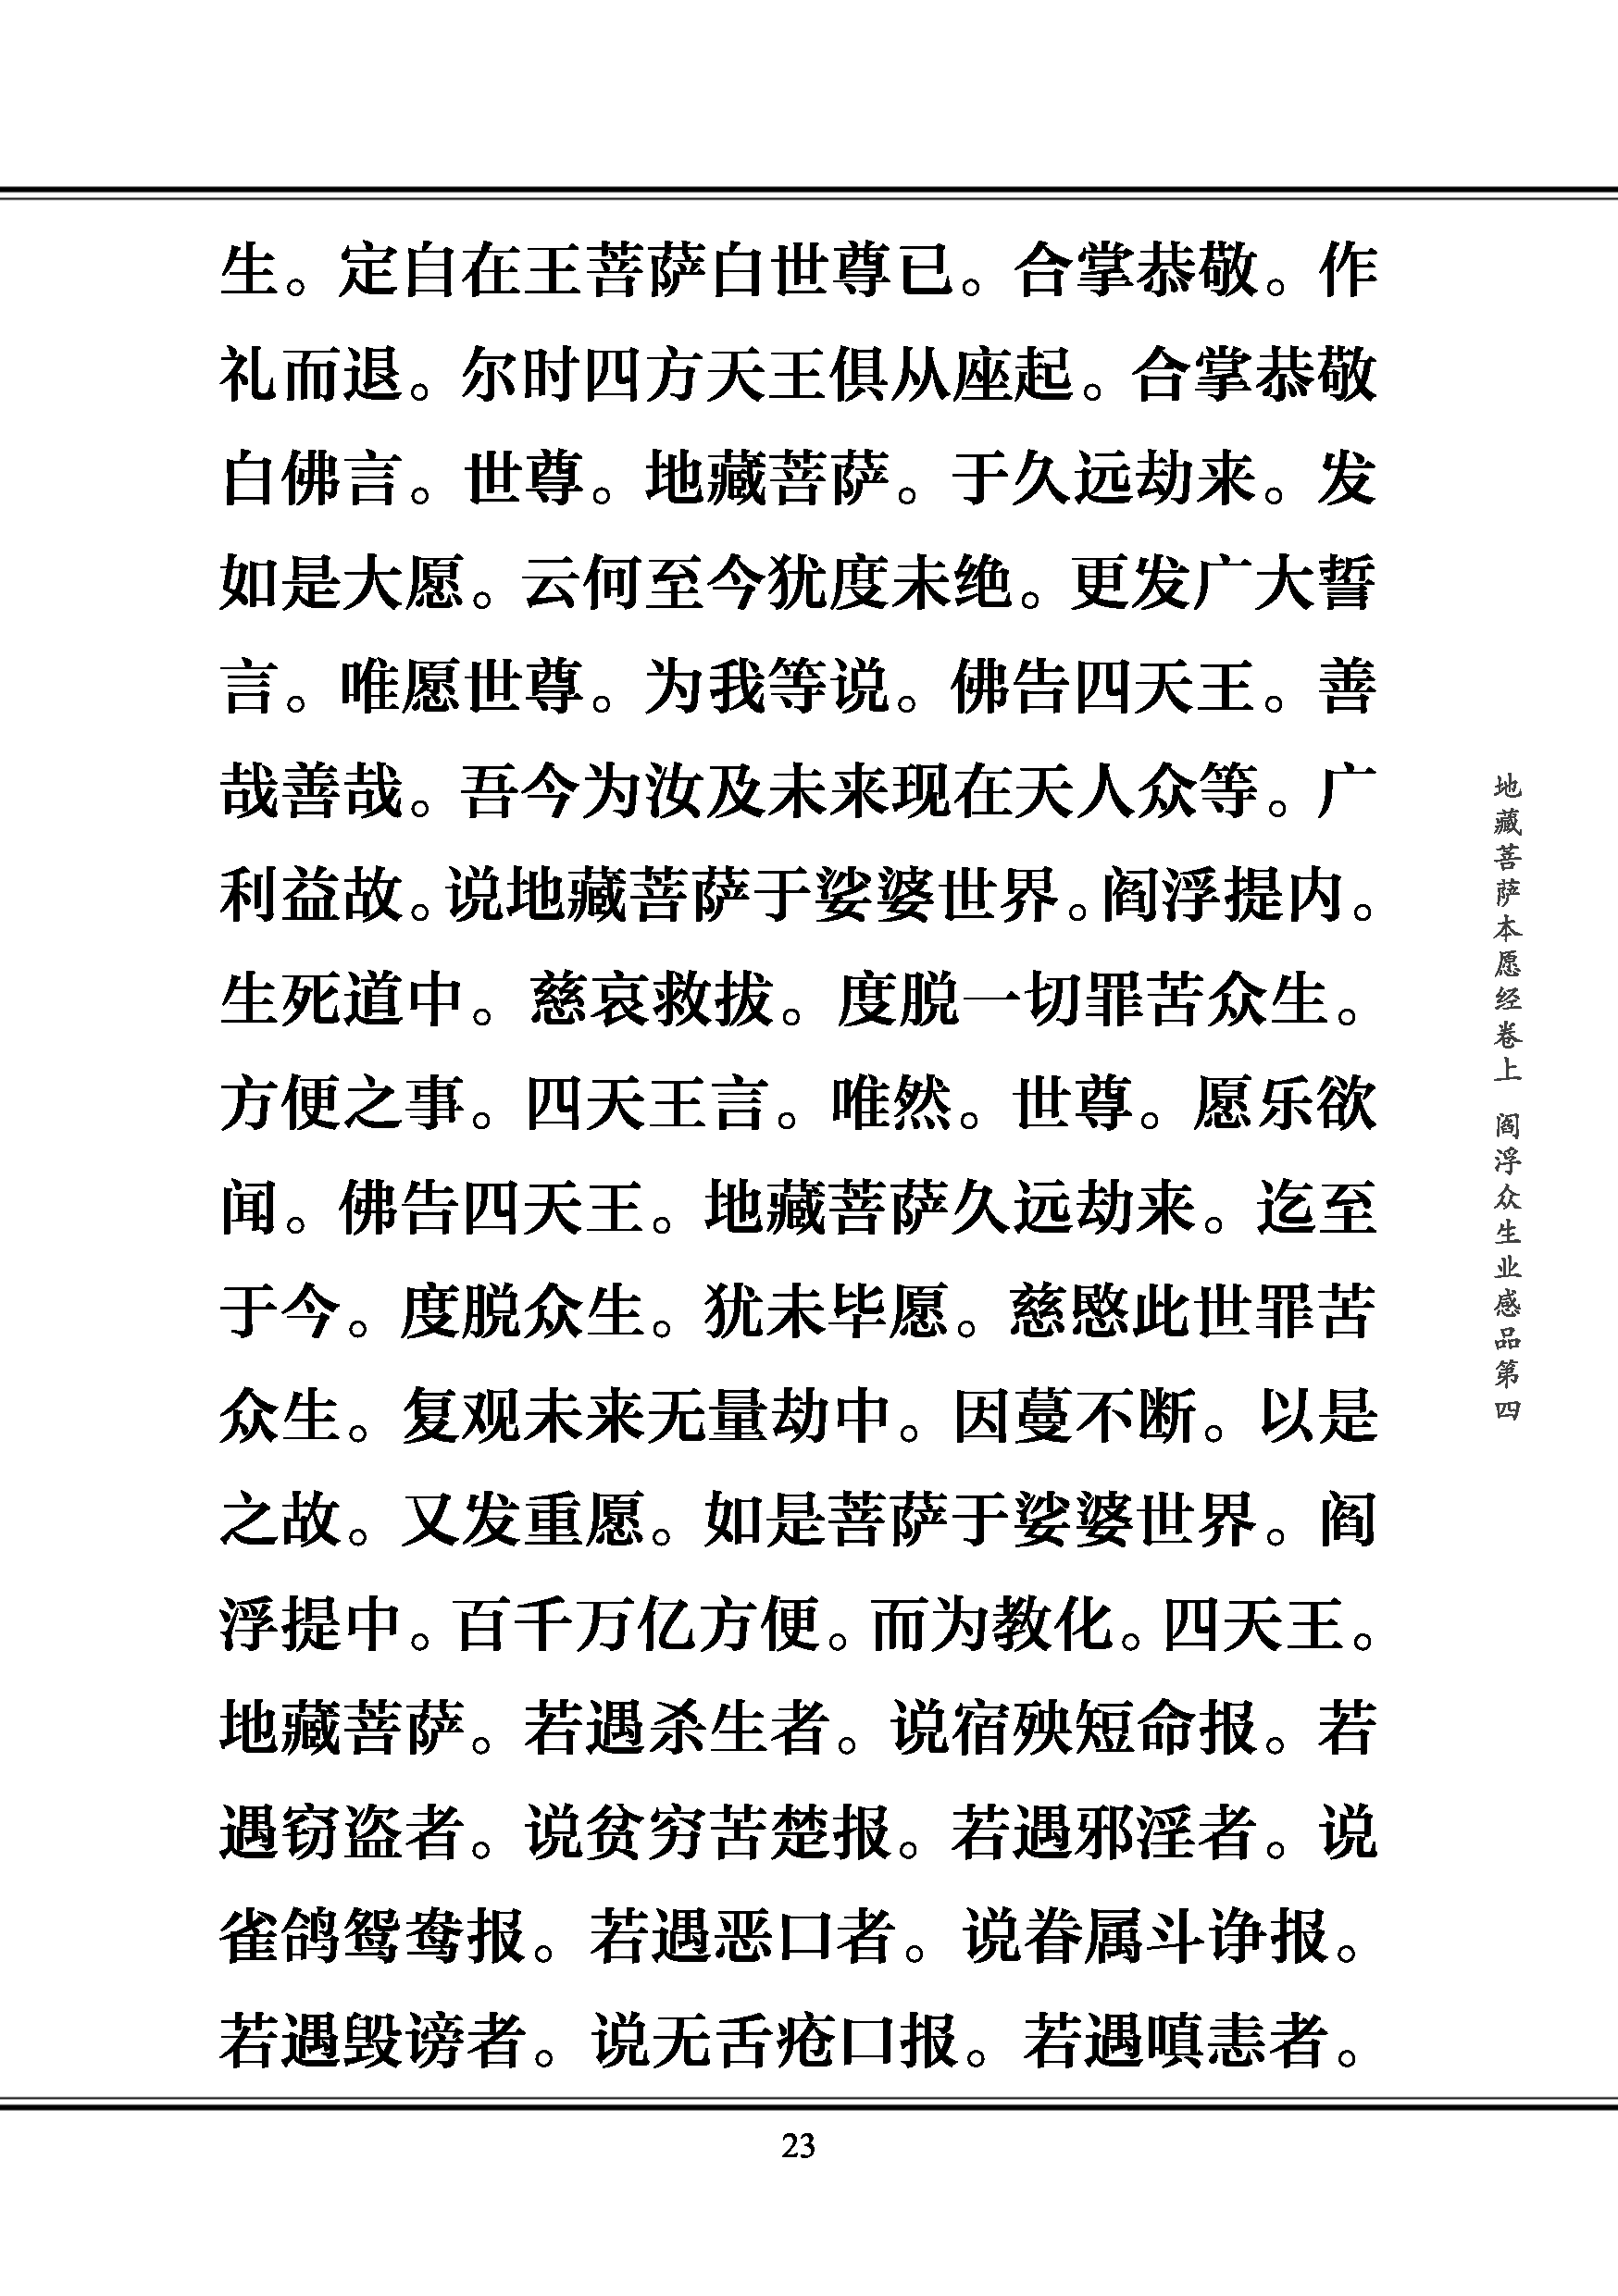 生。定自在王菩萨白世尊已。合掌恭敬。作
礼而退。尔时四方天王俱从座起。合掌恭敬
白佛言。世尊。地藏菩萨。于久远劫来。发
如是大愿。云何至今犹度未绝。更发广大誓
言。唯愿世尊。为我等说。佛告四天王。善
哉善哉。吾今为汝及未来现在天人众等。广
利益故。说地藏菩萨于娑婆世界。阎浮提内。
生死道中。慈哀救拔。度脱一切罪苦众生。
方便之事。四天王言。唯然。世尊。愿乐欲
闻。佛告四天王。地藏菩萨久远劫来。迄至
于今。度脱众生。犹未毕愿。慈愍此世罪苦
众生。复观未来无量劫中。因蔓不断。以是
之故。又发重愿。如是菩萨于娑婆世界。阎
浮提中。百千万亿方便。而为教化。四天王。
地藏菩萨。若遇杀生者。说宿殃短命报。若
遇窃盗者。说贫穷苦楚报。若遇邪淫者。说
雀鸽鸳鸯报。若遇恶口者。说眷属斗诤报。
若遇毁谤者。说无舌疮口报。若遇嗔恚者。
地藏菩萨本愿经卷上 阎浮众生业感品第四
23